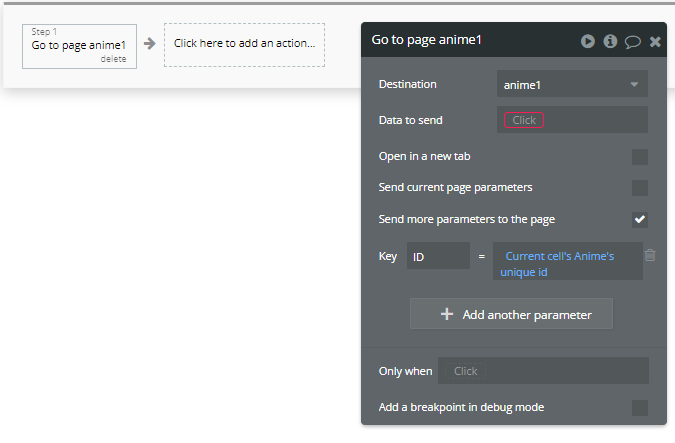 Step 1
Go to page anime1
delete
Click here to add an action...
Go to page anime1
Destination
anime1
Data to send
Click
Open in a new tab
Send current page parameters
Send more parameters to the page
Key
ID
=
Current cell's Anime's
unique id
Add another parameter
Only when
Click
Add a breakpoint in debug mode